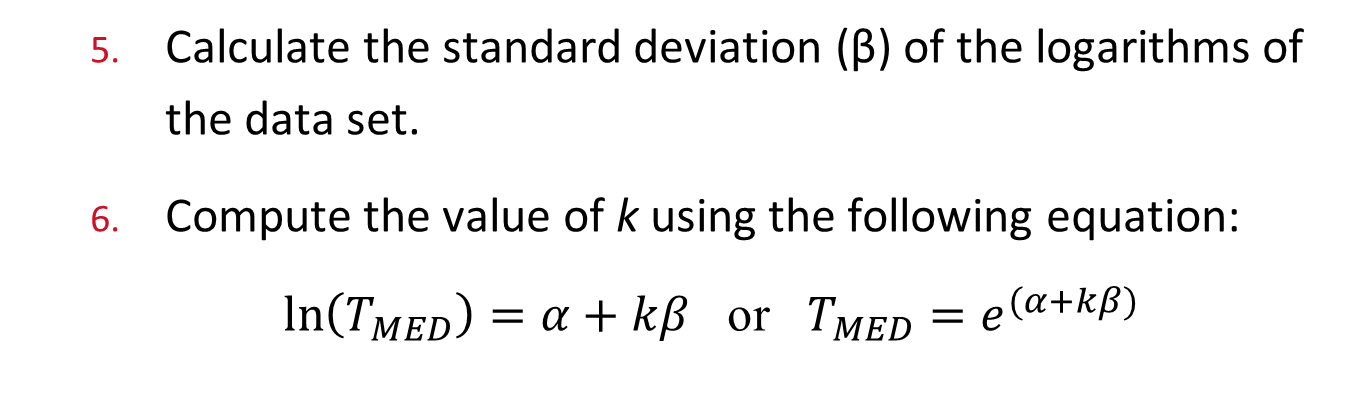 5. Calculate the standard deviation (β) of the logarithms of
the data set.
6. Compute the value of k using the following equation:
ln(T_MED) = α + kβ or T_MED = e^(α+kβ)